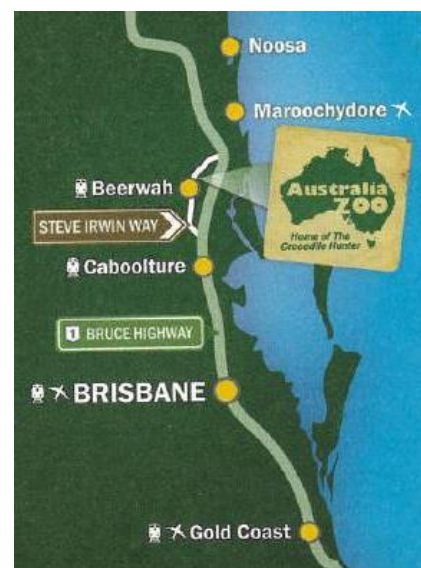 Noosa
Maroochydore
Australia
ZOO
Home of The
Crocodile Hunter
Beerwah
STEVE IRWIN WAY
Caboolture
1 BRUCE HIGHWAY
BRISBANE
Gold Coast